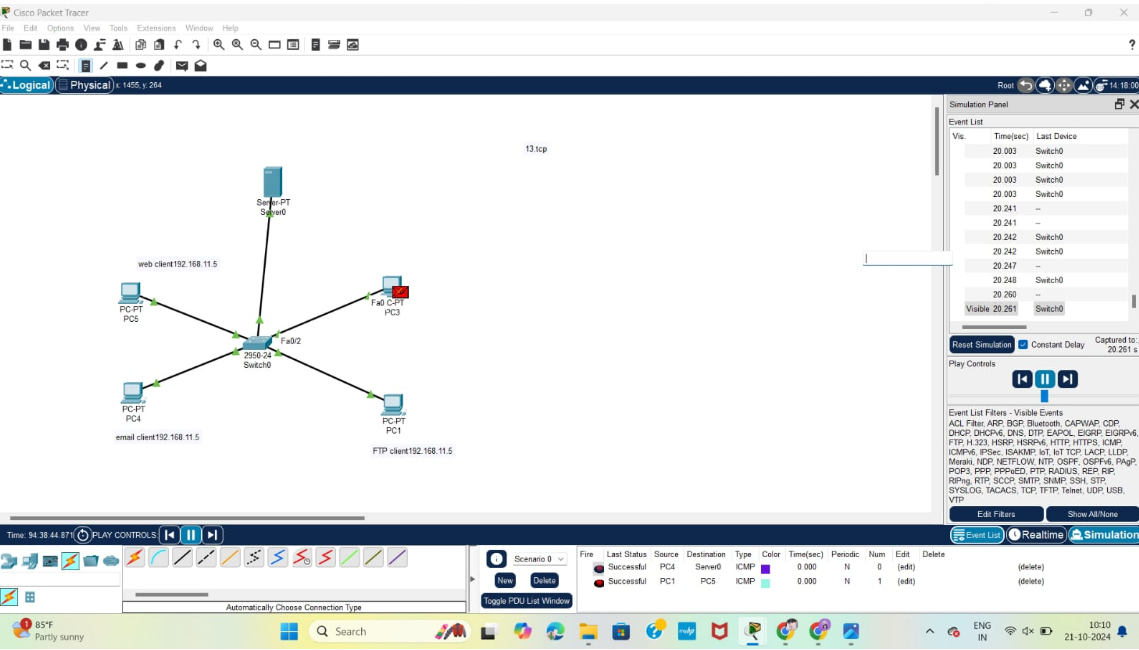 Cisco Packet Tracer
File Edit Options View Tools Extensions Window Help
?
Logical Physical x: 1455, y: 264 Root 14:18:00
Simulation Panel
Event List
Vis. Time(sec) Last Device
20.003 Switch0
20.003 Switch0
20.003 Switch0
20.003 Switch0
20.241 --
20.241 --
20.242 Switch0
20.242 Switch0
20.247 --
20.248 Switch0
20.260 --
Visible 20.261 Switch0
Reset Simulation Constant Delay Captured to:
20.261 s
Play Controls
Event List Filters - Visible Events
ACL Filter, ARP, BGP, Bluetooth, CAPWAP, CDP,
DHCP, DHCPv6, DNS, DTP, EAPOL, EIGRP, EIGRPv6,
FTP, H.323, HSRP, HSRPv6, HTTP, HTTPS, ICMP,
ICMPv6, IPSec, ISAKMP, IoT, IoT TCP, LACP, LLDP,
Meraki, NDP, NETFLOW, NTP, OSPF, OSPFv6, PAgP,
POP3, PPP, PPPoED, PTP, RADIUS, REP, RIP,
RIPng, RTP, SCCP, SMTP, SNMP, SSH, STP,
SYSLOG, TACACS, TCP, TFTP, Telnet, UDP, USB,
VTP
Edit Filters Show All/None
13.tcp
Server-PT
Server0
web client192.168.11.5
PC-PT
PC5
Fa0 C-PT
PC3
Fa0/2
2950-24
Switch0
PC-PT
PC4
email client192.168.11.5
PC-PT
PC1
FTP client192.168.11.5
Time: 94:38:44.871 PLAY CONTROLS: Event List Realtime Simulation
Scenario 0
New Delete
Toggle PDU List Window
Fire Last Status Source Destination Type Color Time(sec) Periodic Num Edit Delete
Successful PC4 Server0 ICMP 0.000 N 0 (edit) (delete)
Successful PC1 PC5 ICMP 0.000 N 1 (edit) (delete)
Automatically Choose Connection Type
1 85°F
Partly sunny
Search
ENG
IN
10:10
21-10-2024